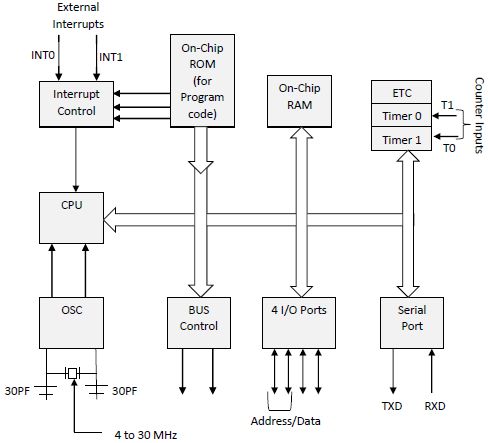 External
Interrupts
INT0
INT1
Interrupt
Control
On-Chip
ROM
(for
Program
code)
On-Chip
RAM
ETC
Timer 0
Timer 1
T1
T0
Counter Inputs
CPU
OSC
BUS
Control
4 I/O Ports
Serial
Port
30PF
30PF
4 to 30 MHz
Address/Data
TXD
RXD